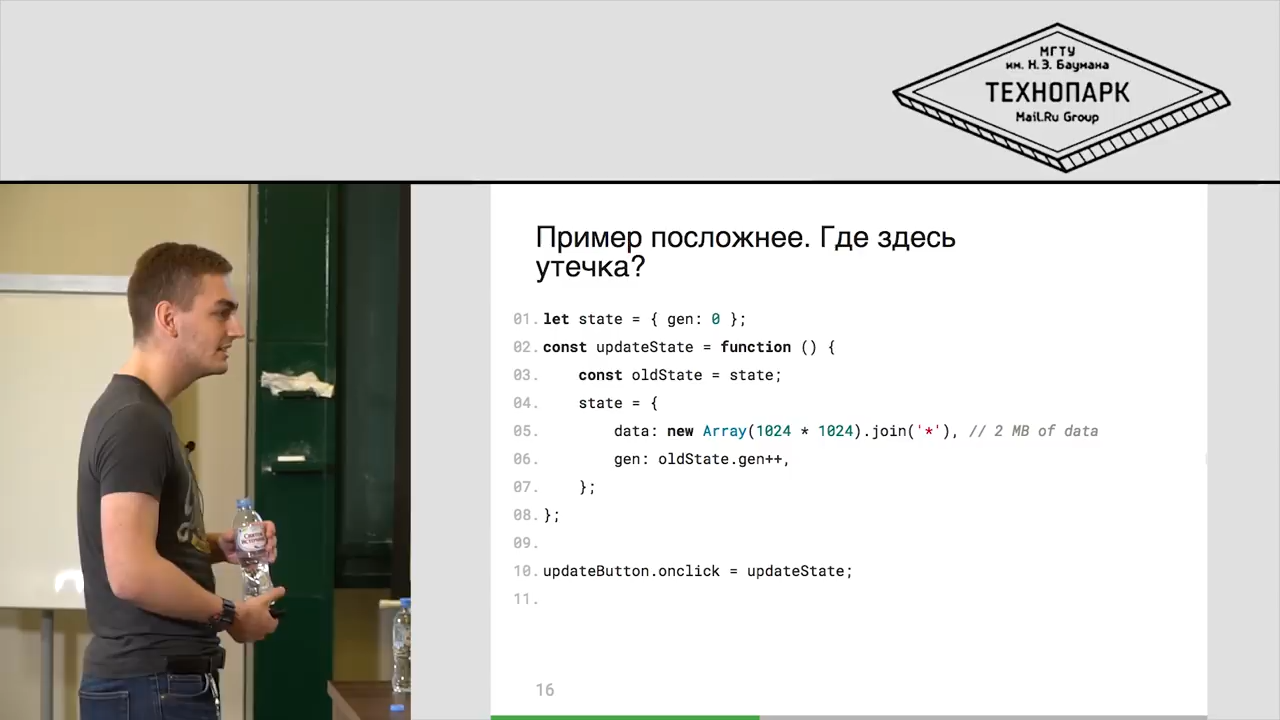 МГТУ
им. Н.Э. Баумана
ТЕХНОПАРК
Mail.Ru Group
Пример посложнее. Где здесь
утечка?
01. let state = { gen: 0 };
02. const updateState = function () {
03.     const oldState = state;
04.     state = {
05.         data: new Array(1024 * 1024).join('*'), // 2 MB of data
06.         gen: oldState.gen++,
07.     };
08. };
09.
10. updateButton.onclick = updateState;
11.
16